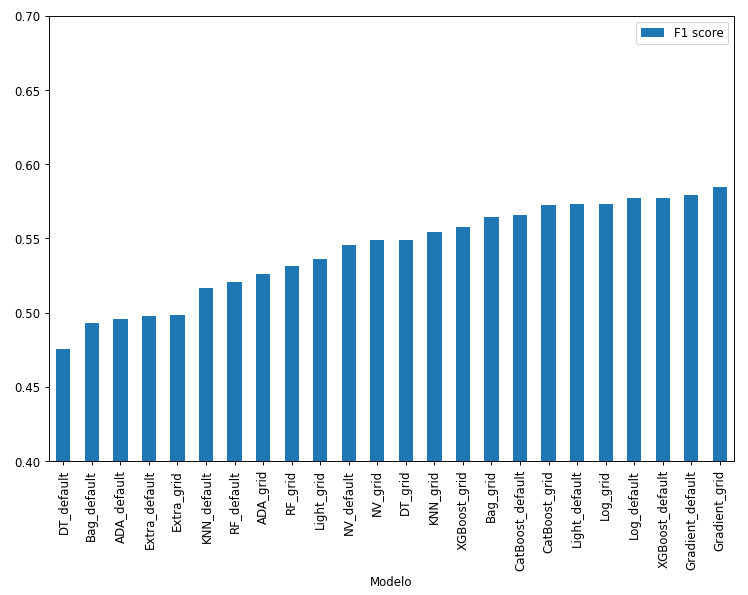 0.70
F1 score
0.65
0.60
0.55
0.50
0.45
0.40
DT_default
Bag_default
ADA_default
Extra_default
Extra_grid
KNN_default
RF_default
ADA_grid
RF_grid
Light_grid
NV_default
NV_grid
DT_grid
KNN_grid
XGBoost_grid
Bag_grid
CatBoost_default
CatBoost_grid
Light_default
Log_grid
Log_default
XGBoost_default
Gradient_default
Gradient_grid
Modelo